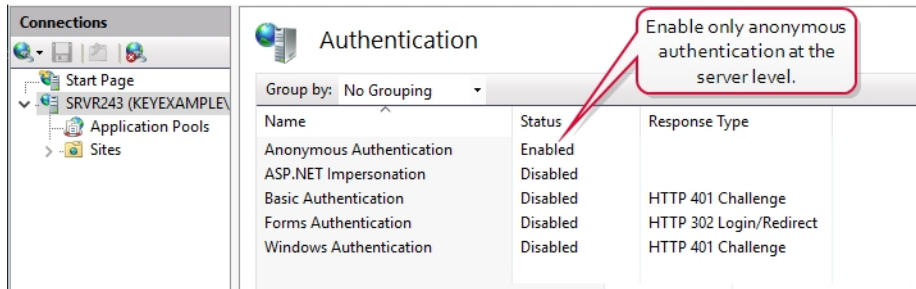 Connections
Start Page
SRVR243 (KEYEXAMPLE\
Application Pools
Sites
Authentication
Enable only anonymous
authentication at the
server level.
Group by: No Grouping
Name Status Response Type
Anonymous Authentication Enabled
ASP.NET Impersonation Disabled
Basic Authentication Disabled HTTP 401 Challenge
Forms Authentication Disabled HTTP 302 Login/Redirect
Windows Authentication Disabled HTTP 401 Challenge